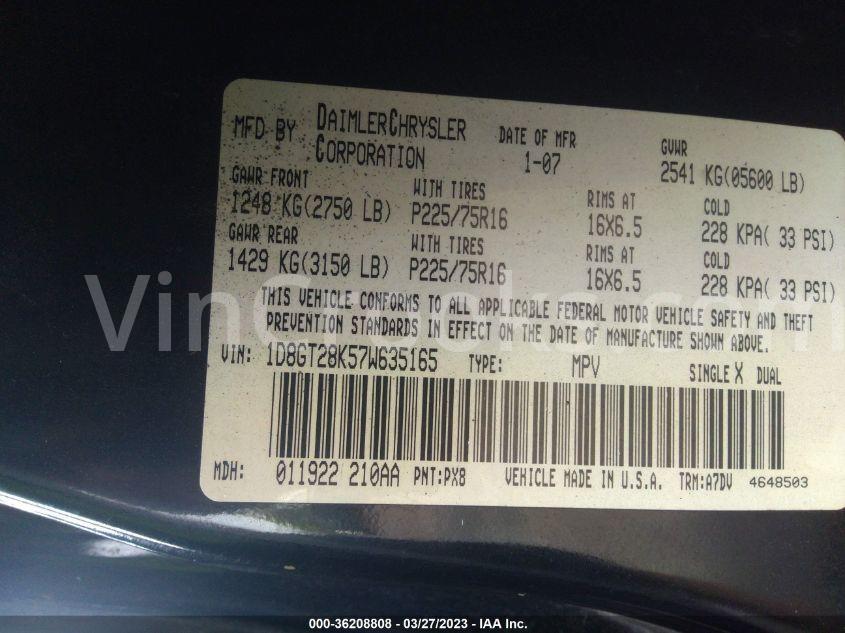 MFD BY DAIMLERCHRYSLER CORPORATION DATE OF MFR 1-07 GVWR 2541 KG(05600 LB)
GAWR FRONT WITH TIRES RIMS AT COLD
1248 KG(2750 LB) P225/75R16 16X6.5 228 KPA( 33 PSI)
GAWR REAR WITH TIRES RIMS AT COLD
1429 KG(3150 LB) P225/75R16 16X6.5 228 KPA( 33 PSI)
THIS VEHICLE CONFORMS TO ALL APPLICABLE FEDERAL MOTOR VEHICLE SAFETY AND THEFT
PREVENTION STANDARDS IN EFFECT ON THE DATE OF MANUFACTURE SHOWN ABOVE.
VIN: 1D8GT28K57W635165 TYPE: MPV SINGLE X DUAL
MDH: 011922 210AA PNT:PX8 VEHICLE MADE IN U.S.A. TRM:A7DV 4648503
000-36208808 - 03/27/2023 - IAA Inc.